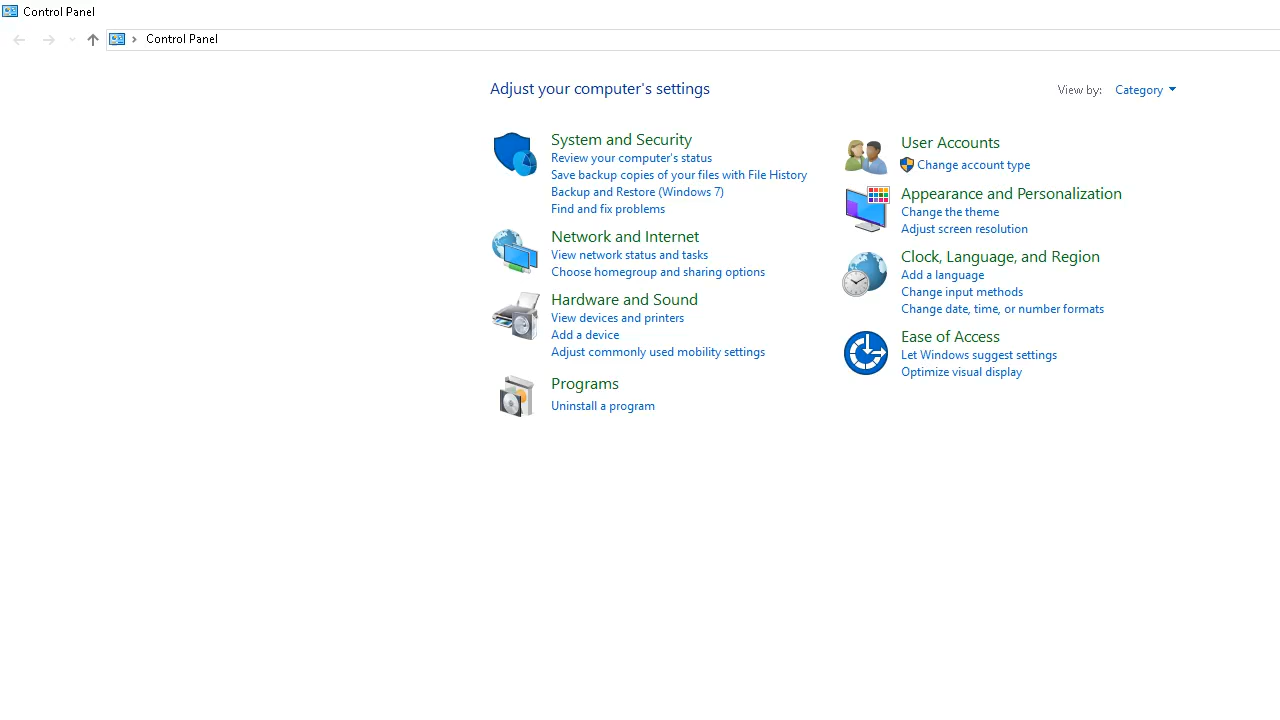 Control Panel
Control Panel
Adjust your computer's settings
View by: Category
System and Security
Review your computer's status
Save backup copies of your files with File History
Backup and Restore (Windows 7)
Find and fix problems
Network and Internet
View network status and tasks
Choose homegroup and sharing options
Hardware and Sound
View devices and printers
Add a device
Adjust commonly used mobility settings
Programs
Uninstall a program
User Accounts
Change account type
Appearance and Personalization
Change the theme
Adjust screen resolution
Clock, Language, and Region
Add a language
Change input methods
Change date, time, or number formats
Ease of Access
Let Windows suggest settings
Optimize visual display